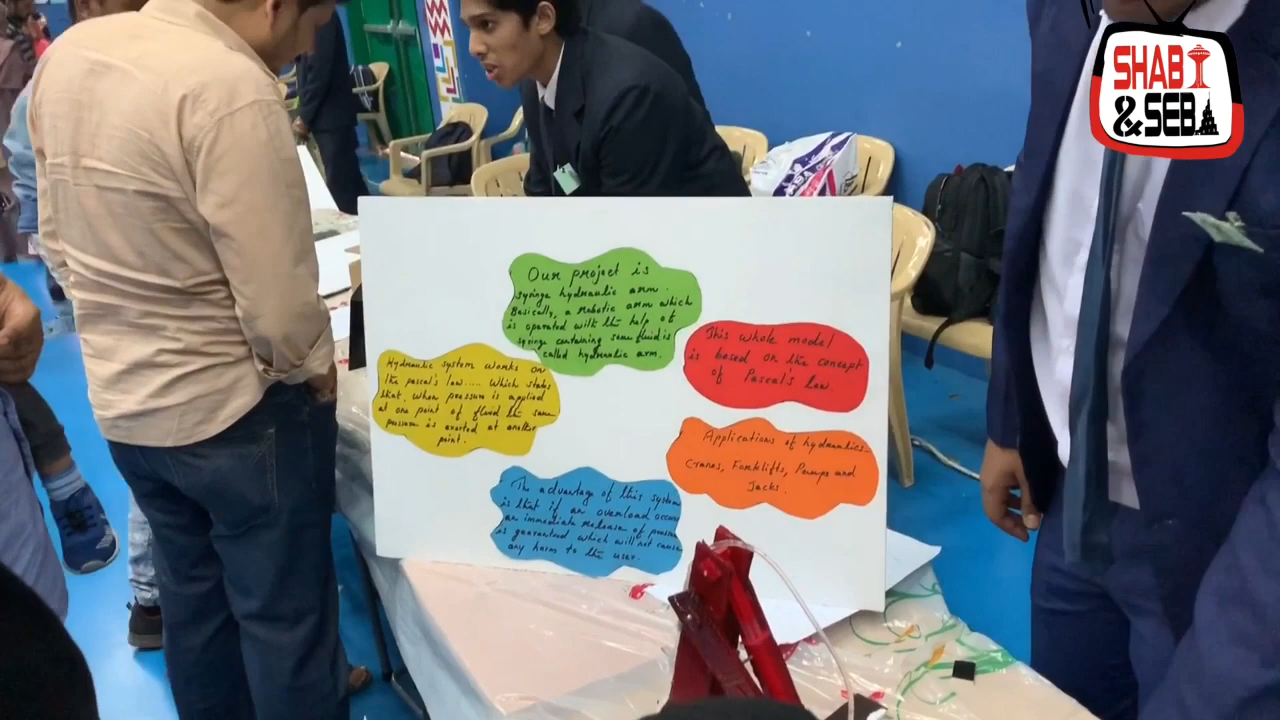 SHAB
&SEB
Our project is
syringe hydraulic arm.
Basically, a robotic arm which
is operated with the help of
syringe containing some fluid is
called hydraulic arm.
This whole model
is based on the concept
of Pascal's law.
Hydraulic system works on
the pascal's law..... Which states
that, when pressure is applied
at one point of fluid the same
pressure is exerted at another
point.
Applications of hydraulics-
Cranes, Forklifts, Pumps and
Jacks.
The advantage of this system
is that if an overload occurs
an immediate release of pressure
is guaranteed which will not cause
any harm to the user.